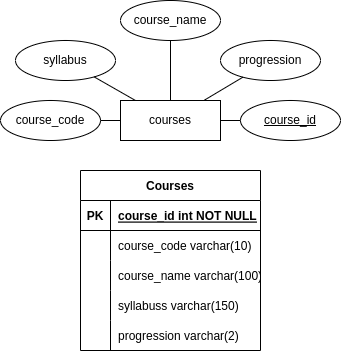 course_name
syllabus
progression
course_code
courses
course_id
Courses
PK course_id int NOT NULL
course_code varchar(10)
course_name varchar(100)
syllabuss varchar(150)
progression varchar(2)